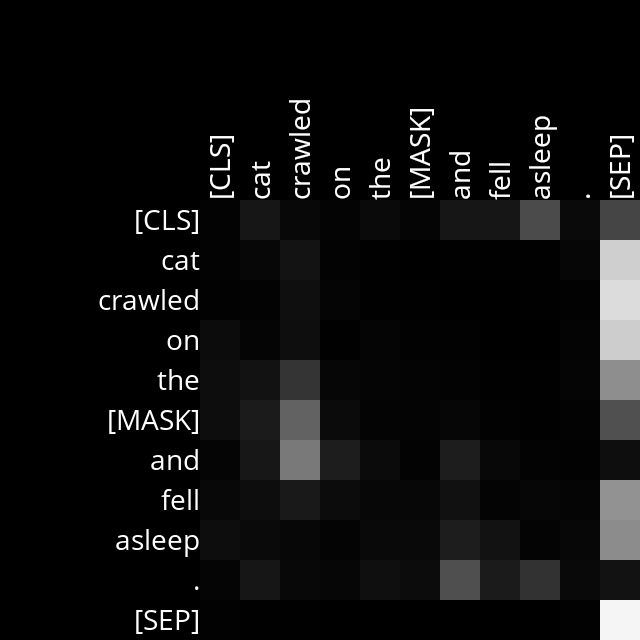 [CLS] cat crawled on the [MASK] and fell asleep . [SEP]
[CLS]
cat
crawled
on
the
[MASK]
and
fell
asleep
.
[SEP]